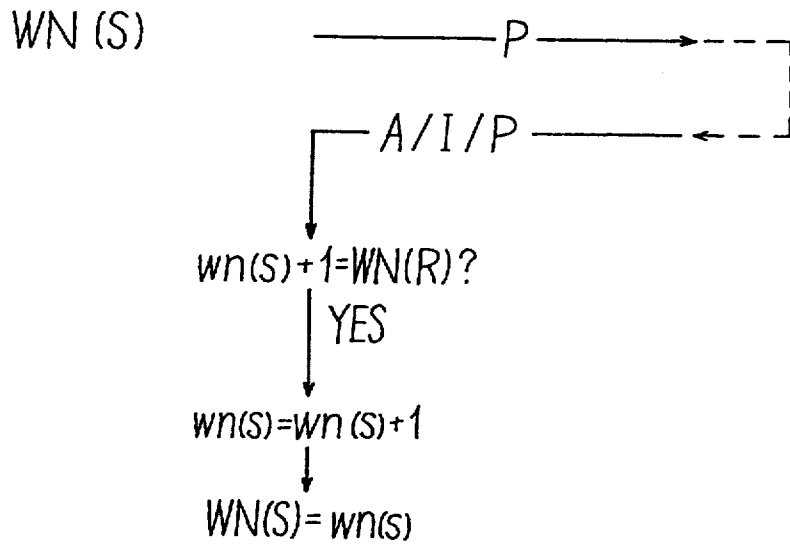 WN (S) P
A/I/P
wn(s)+1=WN(R)?
YES
wn(s)=wn(s)+1
WN(S)=wn(s)